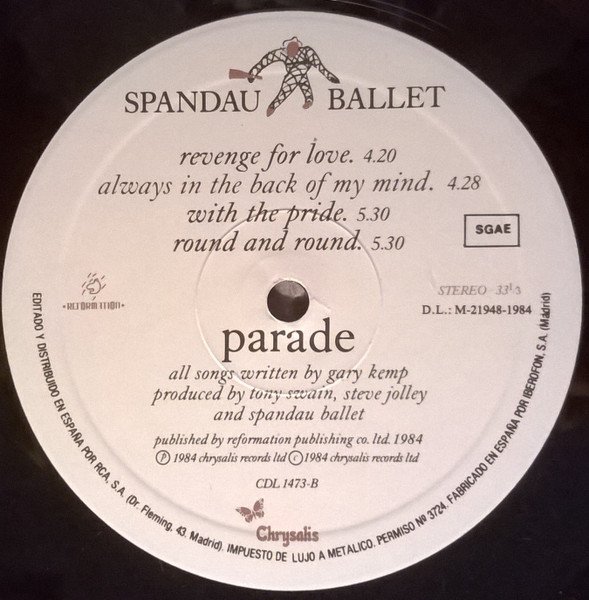 SPANDAU BALLET
revenge for love. 4.20
always in the back of my mind. 4.28
with the pride. 5.30
round and round. 5.30
SGAE
STEREO 33 1/3
D.L.: M-21948-1984
•REFORMATION•
parade
all songs written by gary kemp
produced by tony swain, steve jolley
and spandau ballet
published by reformation publishing co. ltd. 1984
Ⓟ 1984 chrysalis records ltd Ⓒ 1984 chrysalis records ltd
CDL 1473-B
Chrysalis
EDITADO Y DISTRIBUIDO EN ESPAÑA POR RCA, S.A. (Dr. Fleming, 43. Madrid). IMPUESTO DE LUJO A METALICO. PERMISO Nº 3724. FABRICADO EN ESPAÑA POR IBEROFON, S.A. (Madrid)